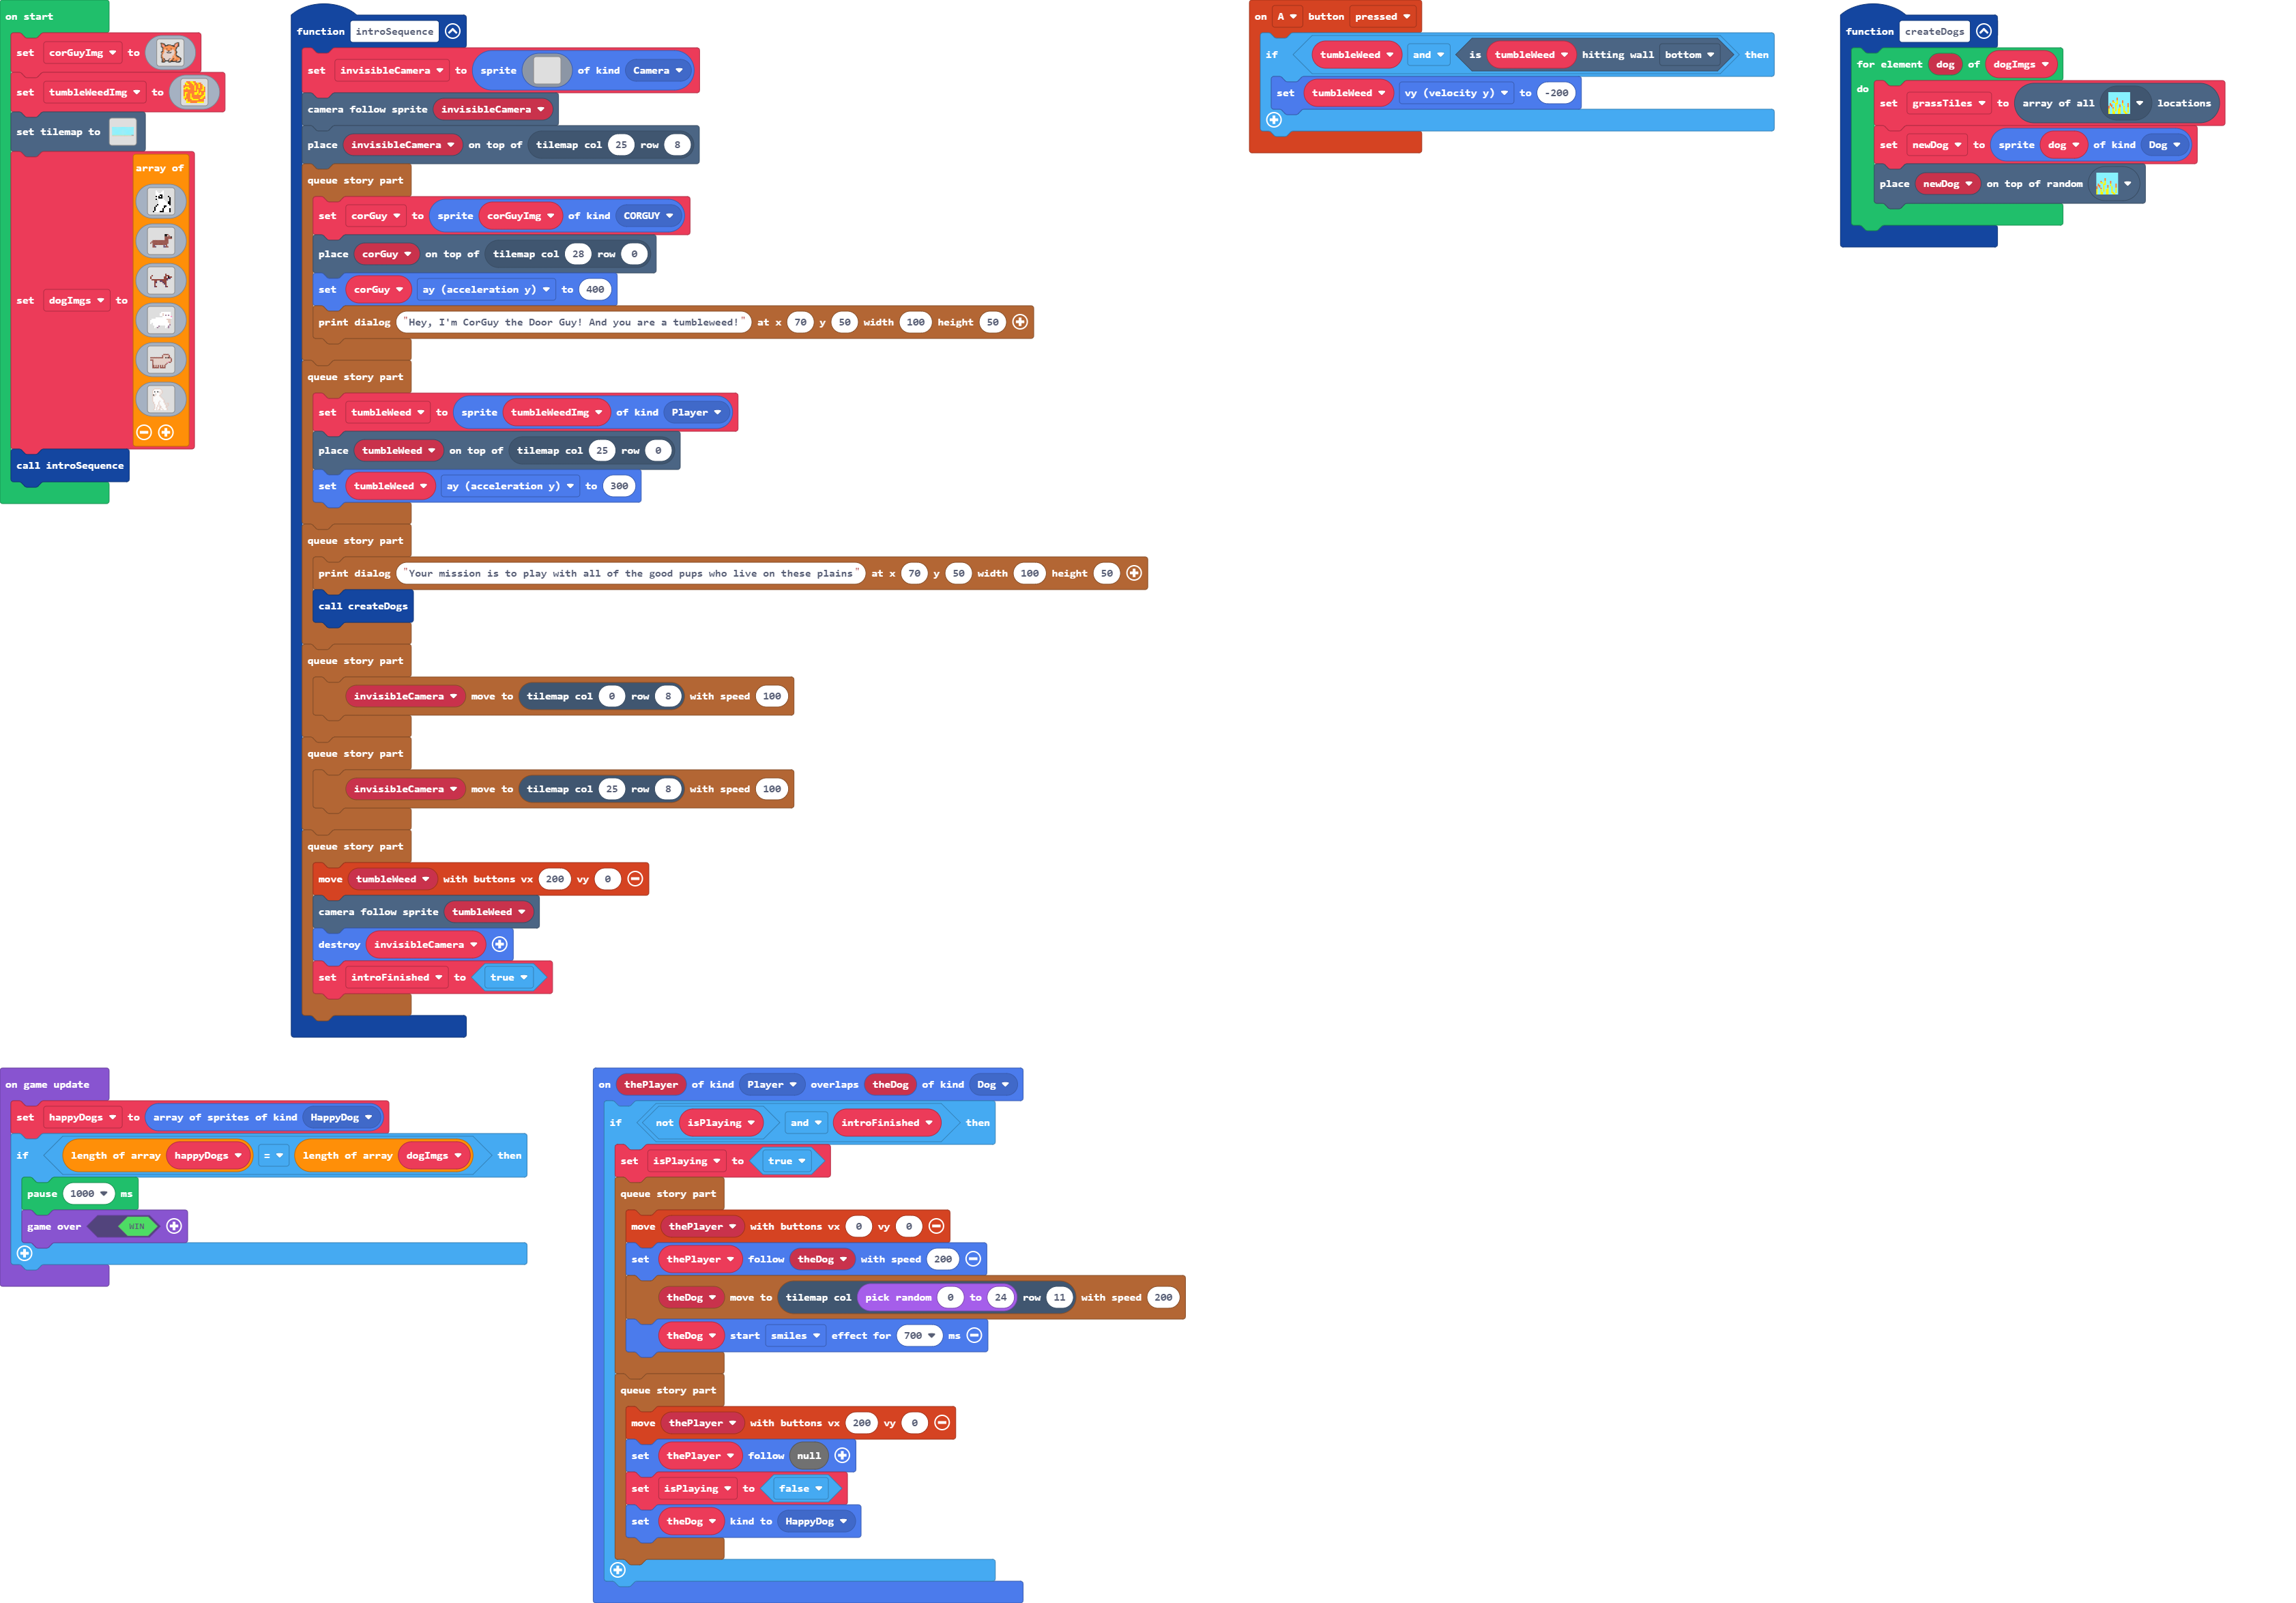 on start
set corGuyImg to
set tumbleWeedImg to
set tilemap to
set dogImgs to array of
call introSequence
function introSequence
set invisibleCamera to sprite of kind Camera
camera follow sprite invisibleCamera
place invisibleCamera on top of tilemap col 25 row 8
queue story part
set corGuy to sprite corGuyImg of kind CORGUY
place corGuy on top of tilemap col 28 row 0
set corGuy ay (acceleration y) to 400
print dialog "Hey, I'm CorGuy the Door Guy! And you are a tumbleweed!" at x 70 y 50 width 100 height 50
queue story part
set tumbleWeed to sprite tumbleWeedImg of kind Player
place tumbleWeed on top of tilemap col 25 row 0
set tumbleWeed ay (acceleration y) to 300
queue story part
print dialog "Your mission is to play with all of the good pups who live on these plains" at x 70 y 50 width 100 height 50
call createDogs
queue story part
invisibleCamera move to tilemap col 0 row 8 with speed 100
queue story part
invisibleCamera move to tilemap col 25 row 8 with speed 100
queue story part
move tumbleWeed with buttons vx 200 vy 0
camera follow sprite tumbleWeed
destroy invisibleCamera
set introFinished to true
on A button pressed
if tumbleWeed and is tumbleWeed hitting wall bottom then
set tumbleWeed vy (velocity y) to -200
function createDogs
for element dog of dogImgs
do
set grassTiles to array of all locations
set newDog to sprite dog of kind Dog
place newDog on top of random
on game update
set happyDogs to array of sprites of kind HappyDog
if length of array happyDogs = length of array dogImgs then
pause 1000 ms
game over WIN
on thePlayer of kind Player overlaps theDog of kind Dog
if not isPlaying and introFinished then
set isPlaying to true
queue story part
move thePlayer with buttons vx 0 vy 0
set thePlayer follow theDog with speed 200
theDog move to tilemap col pick random 0 to 24 row 11 with speed 200
theDog start smiles effect for 700 ms
queue story part
move thePlayer with buttons vx 200 vy 0
set thePlayer follow null
set isPlaying to false
set theDog kind to HappyDog